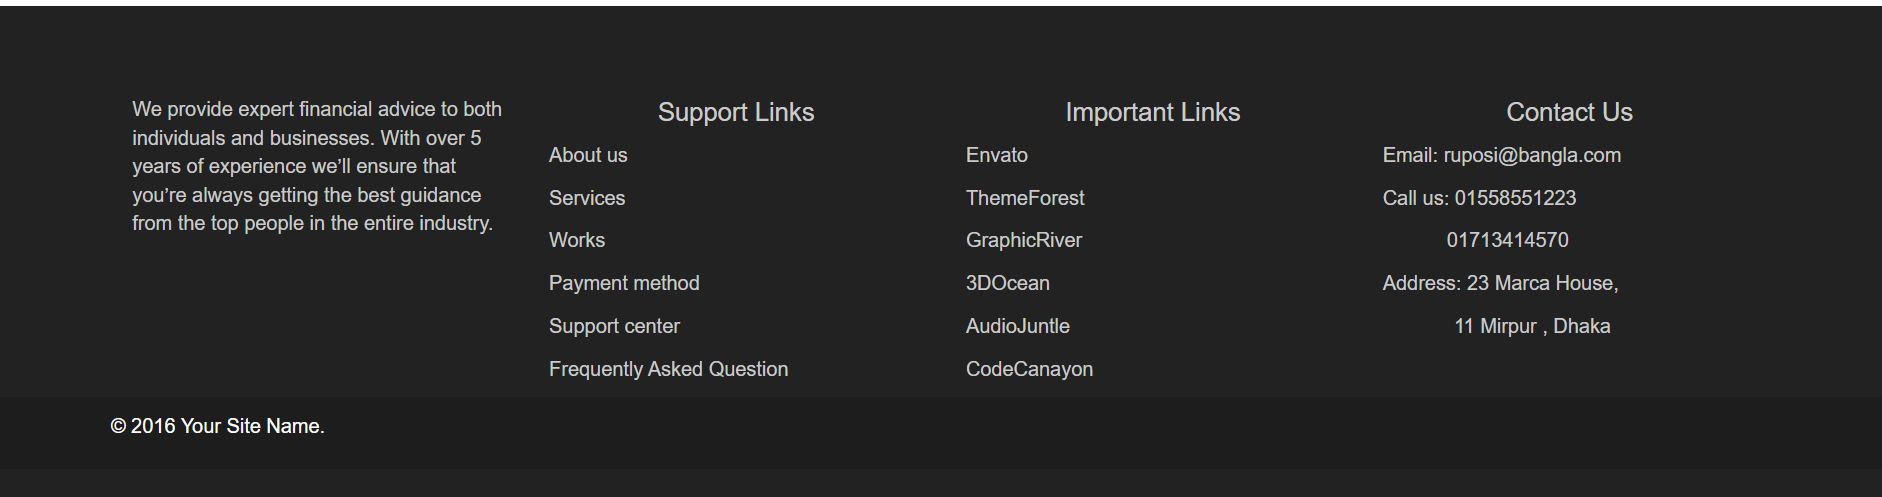 We provide expert financial advice to both
individuals and businesses. With over 5
years of experience we’ll ensure that
you’re always getting the best guidance
from the top people in the entire industry.
Support Links
About us
Services
Works
Payment method
Support center
Frequently Asked Question
Important Links
Envato
ThemeForest
GraphicRiver
3DOcean
AudioJuntle
CodeCanayon
Contact Us
Email: ruposi@bangla.com
Call us: 01558551223
01713414570
Address: 23 Marca House,
11 Mirpur , Dhaka
© 2016 Your Site Name.